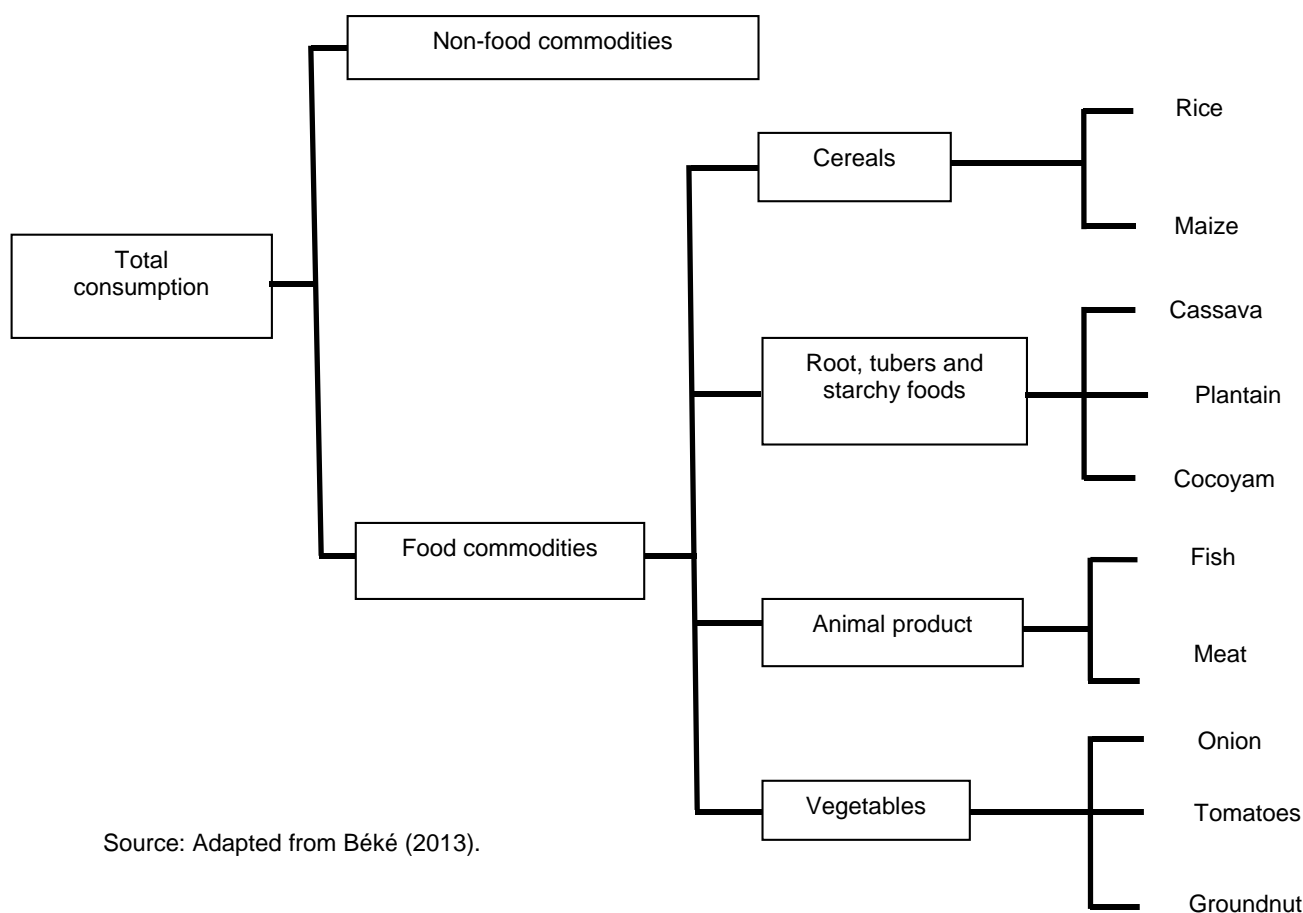 Non-food commodities
Rice
Cereals
Maize
Total
consumption
Cassava
Root, tubers and
starchy foods
Plantain
Cocoyam
Food commodities
Fish
Animal product
Meat
Onion
Vegetables
Tomatoes
Source: Adapted from Béké (2013).
Groundnut